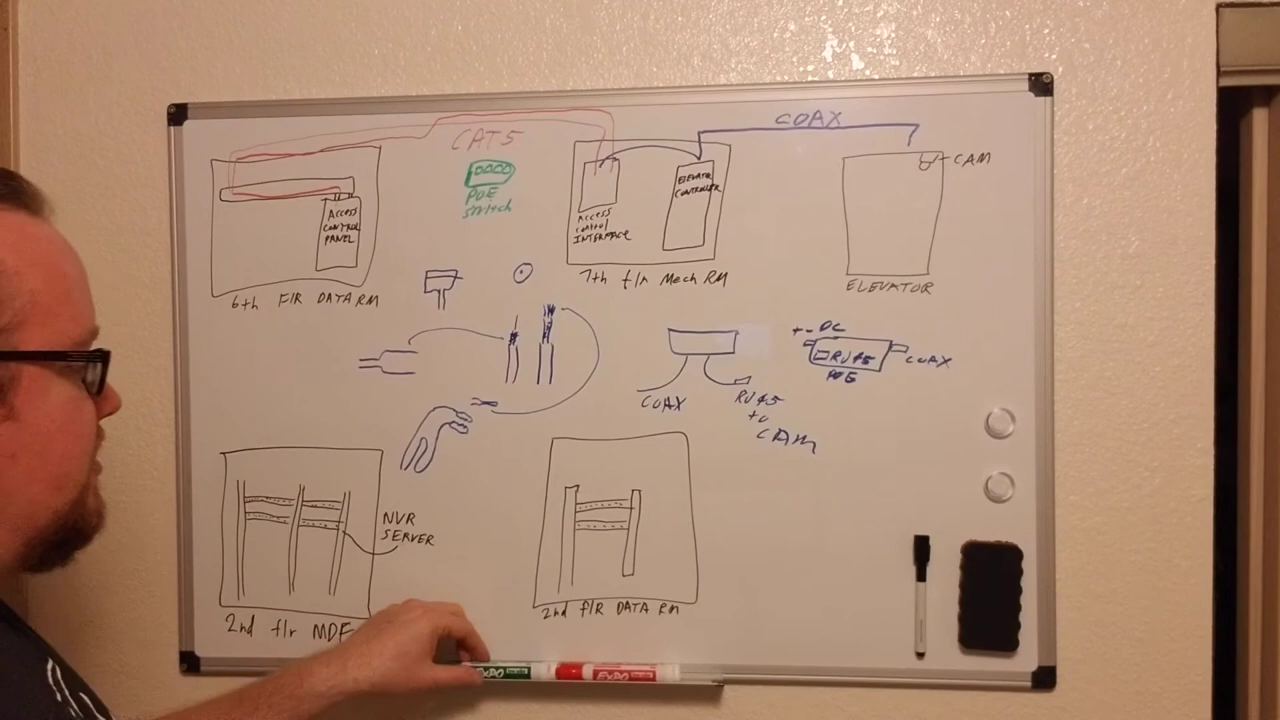 CAT5
COAX
CAM
POE
switch
ACCESS
CONTROL
PANEL
6th FlR DATA RM
ACCESS
control
INTERFACE
ELEVATOR
CONTROLLER
7th flr Mech RM
ELEVATOR
COAX
RJ45
to
CAM
+- DC
RJ45
POE
COAX
NVR
SERVER
2nd flr MDF
2nd flr DATA RM
EXPO
EXPO